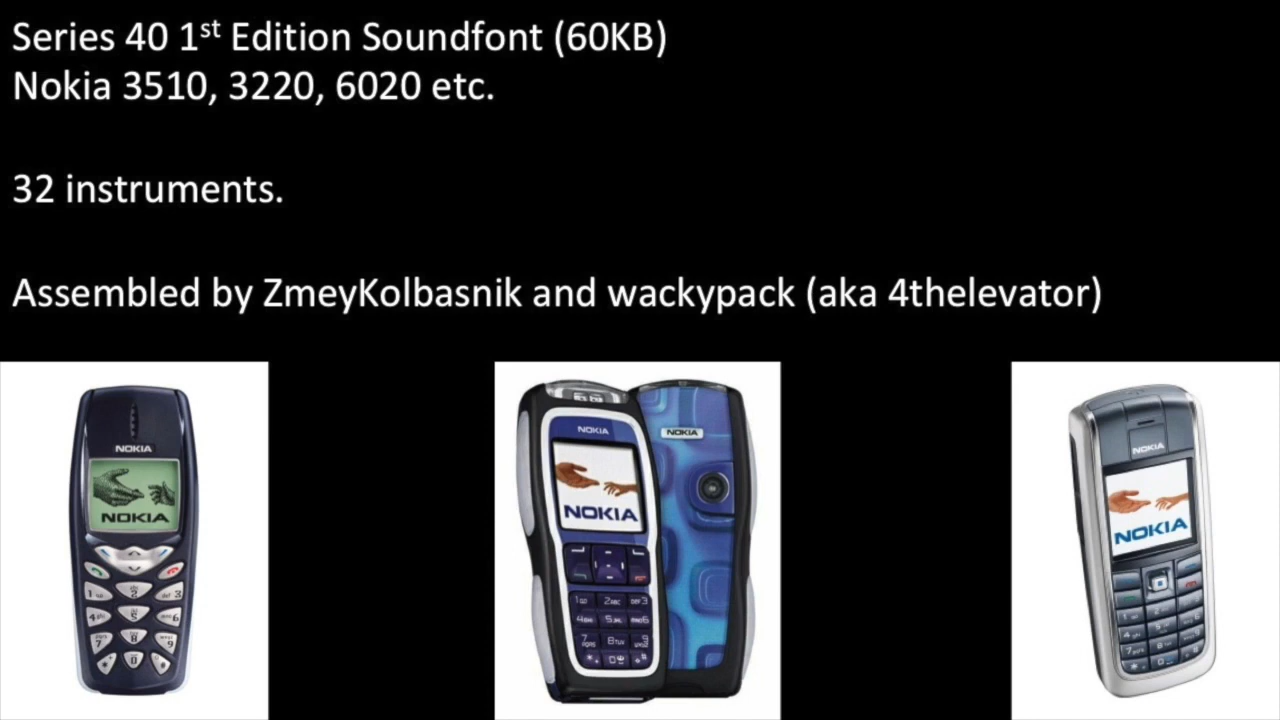 Series 40 1st Edition Soundfont (60KB)
Nokia 3510, 3220, 6020 etc.
32 instruments.
Assembled by ZmeyKolbasnik and wackypack (aka 4thelevator)
NOKIA
NOKIA
NOKIA
NOKIA
NOKIA
NOKIA
NOKIA